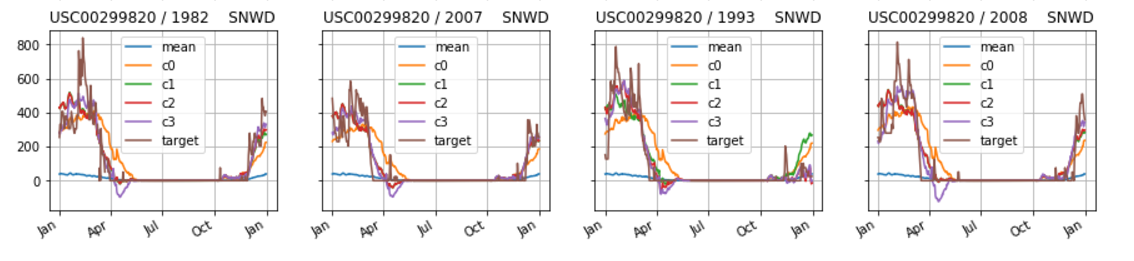 USC00299820 / 1982 SNWD
800
600
400
200
0
mean
c0
c1
c2
c3
target
Jan
Apr
Jul
Oct
Jan
USC00299820 / 2007 SNWD
mean
c0
c1
c2
c3
target
Jan
Apr
Jul
Oct
Jan
USC00299820 / 1993 SNWD
mean
c0
c1
c2
c3
target
Jan
Apr
Jul
Oct
Jan
USC00299820 / 2008 SNWD
mean
c0
c1
c2
c3
target
Jan
Apr
Jul
Oct
Jan